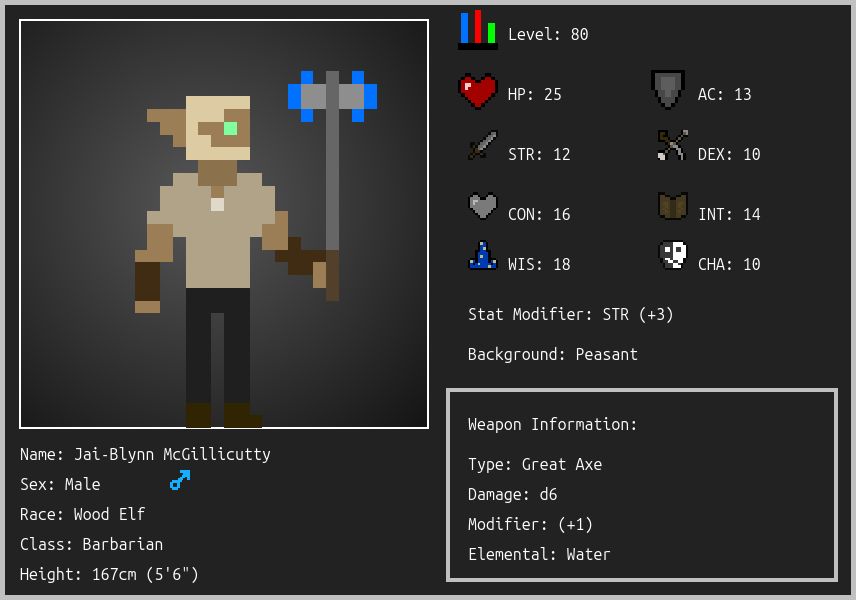 Level: 80
HP: 25
AC: 13
STR: 12
DEX: 10
CON: 16
INT: 14
WIS: 18
CHA: 10
Stat Modifier: STR (+3)
Background: Peasant
Weapon Information:
Type: Great Axe
Damage: d6
Modifier: (+1)
Elemental: Water
Name: Jai-Blynn McGillicutty
Sex: Male
Race: Wood Elf
Class: Barbarian
Height: 167cm (5'6")